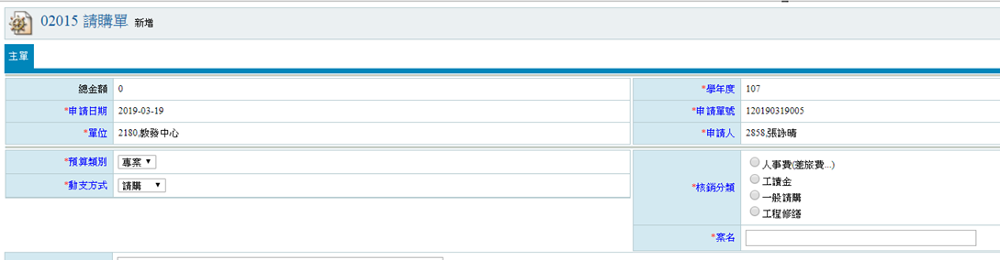 02015 請購單 新增
主單
總金額 0 *學年度 107
*申請日期 2019-03-19 *申請單號 120190319005
*單位 2180,教發中心 *申請人 2858,張詠晴
*預算類別 專案
*動支方式 請購
*核銷分類 人事費(差旅費...)
工讀金
一般請購
工程修繕
*案名